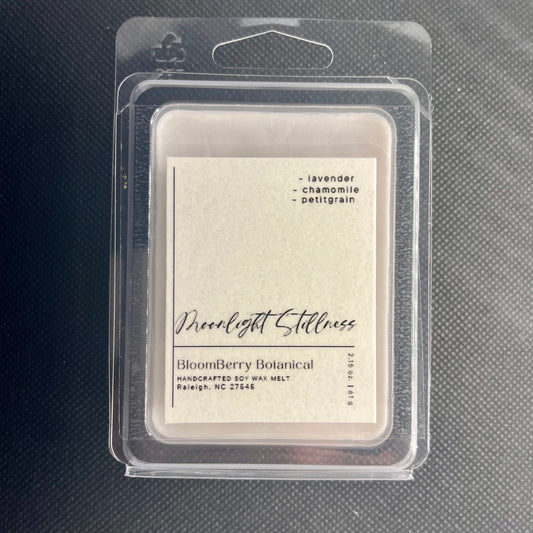 - lavender
- chamomile
- petitgrain
Moonlight Stillness
BloomBerry Botanical
HANDCRAFTED SOY WAX MELT
Raleigh, NC 27545
2.15 oz. | 61 g